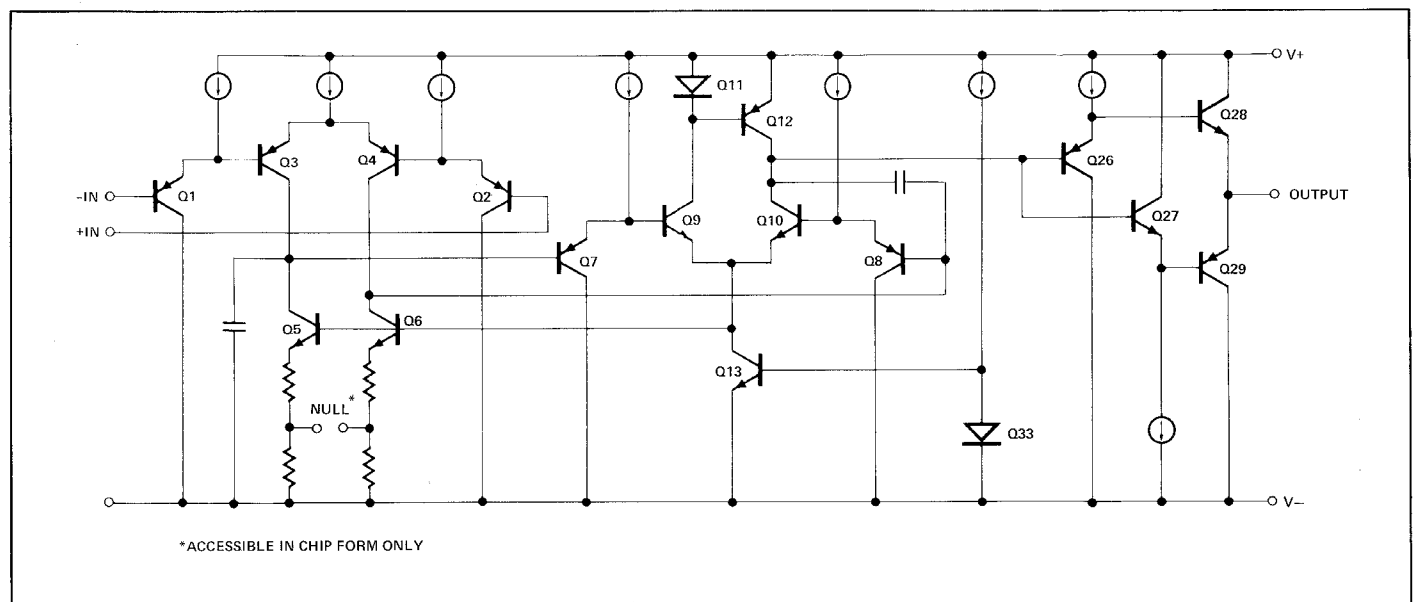 V+
Q11
Q12
Q28
Q3
Q4
Q26
-IN
Q1
Q2
OUTPUT
+IN
Q9
Q10
Q27
Q7
Q8
Q29
Q5
Q6
Q13
NULL*
Q33
V-
*ACCESSIBLE IN CHIP FORM ONLY